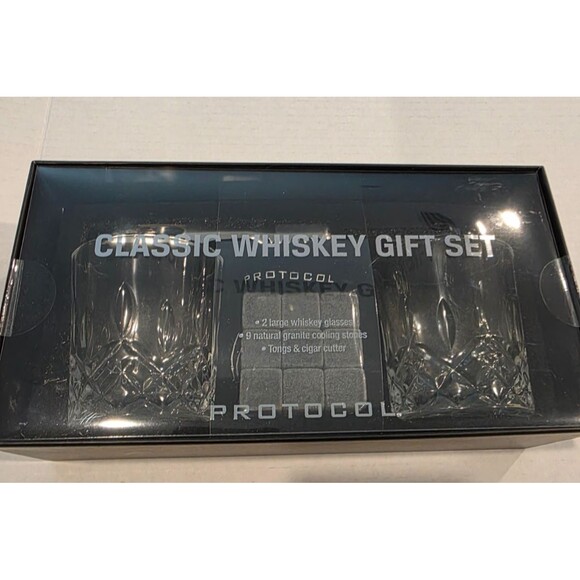 CLASSIC WHISKEY GIFT SET
PROTOCOL
• 2 large whiskey glasses
• 9 natural granite cooling stones
• Tongs & cigar cutter
PROTOCOL